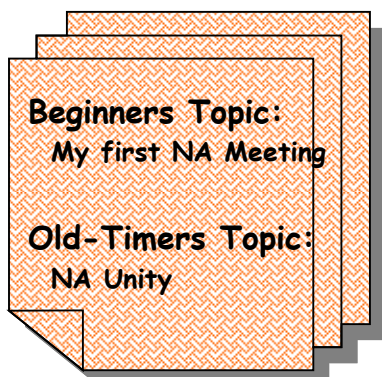 Beginners Topic:
My first NA Meeting
Old-Timers Topic:
NA Unity